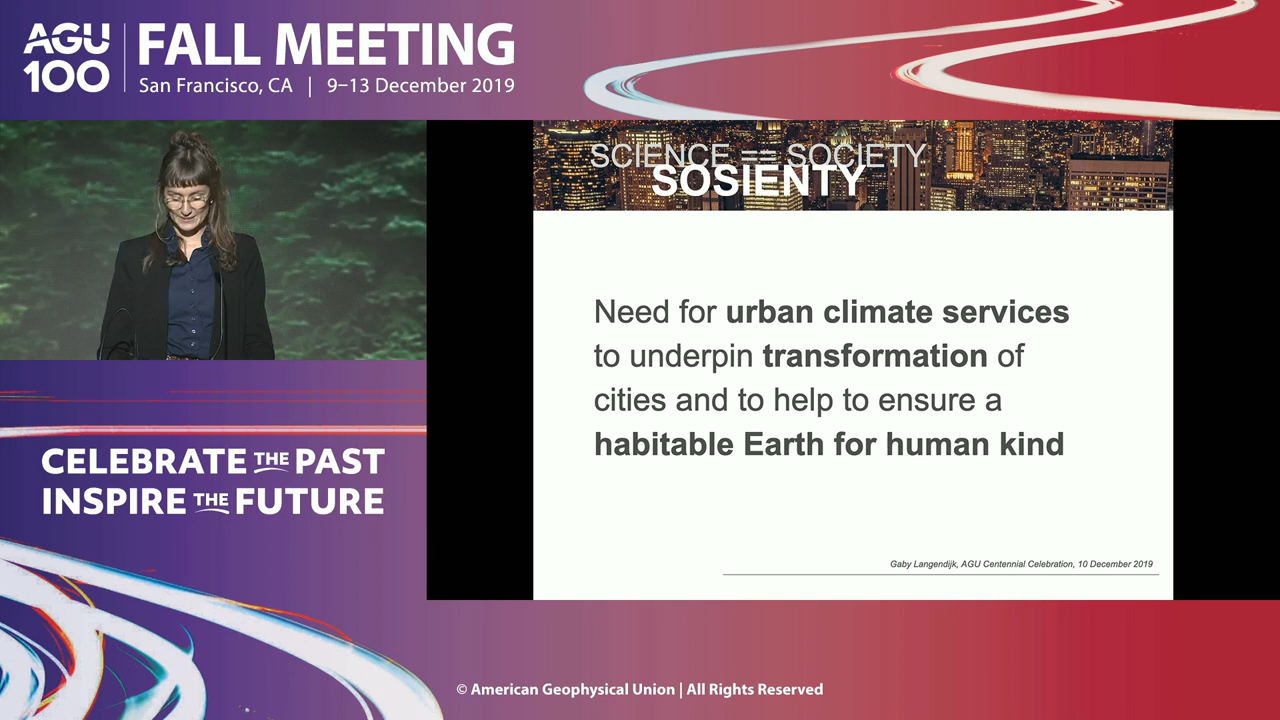 AGU
100
FALL MEETING
San Francisco, CA | 9–13 December 2019
SCIENCE == SOCIETY
SOSIENTY
Need for urban climate services
to underpin transformation of
cities and to help to ensure a
habitable Earth for human kind
Gaby Langendijk, AGU Centennial Celebration, 10 December 2019
CELEBRATE THE PAST
INSPIRE THE FUTURE
© American Geophysical Union | All Rights Reserved